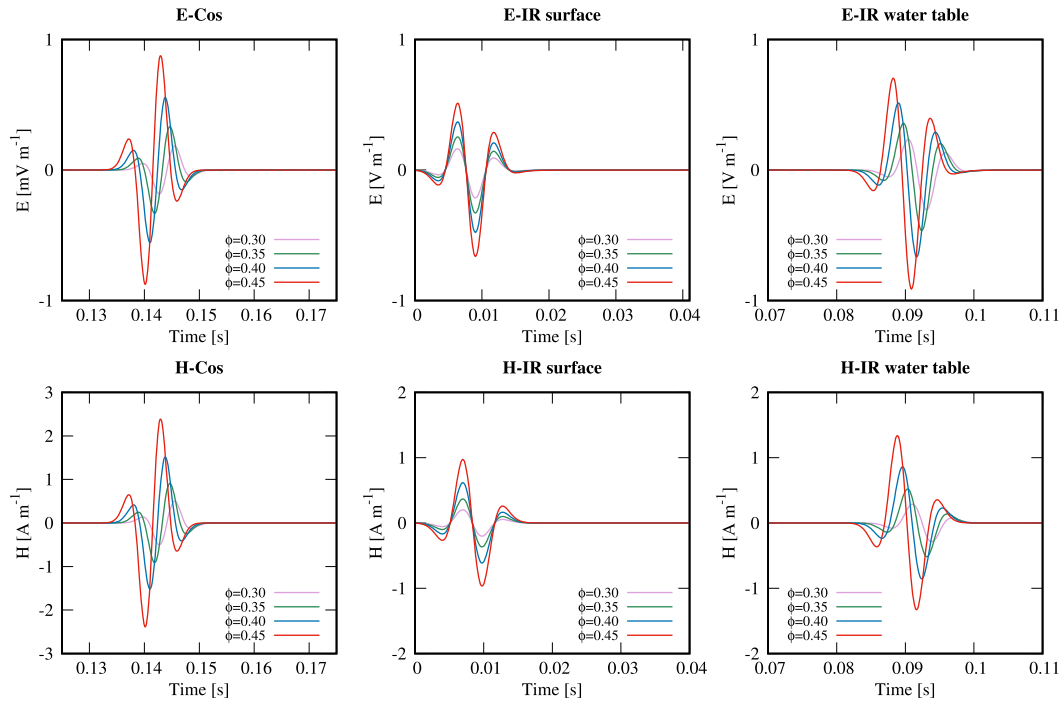 E-Cos
E [mV m⁻¹]
1
0
-1
0.13 0.14 0.15 0.16 0.17
Time [s]
ϕ=0.30
ϕ=0.35
ϕ=0.40
ϕ=0.45
E-IR surface
E [V m⁻¹]
1
0
-1
0 0.01 0.02 0.03 0.04
Time [s]
ϕ=0.30
ϕ=0.35
ϕ=0.40
ϕ=0.45
E-IR water table
E [V m⁻¹]
1
0
-1
0.07 0.08 0.09 0.1 0.11
Time [s]
ϕ=0.30
ϕ=0.35
ϕ=0.40
ϕ=0.45
H-Cos
H [A m⁻¹]
3
2
1
0
-1
-2
-3
0.13 0.14 0.15 0.16 0.17
Time [s]
ϕ=0.30
ϕ=0.35
ϕ=0.40
ϕ=0.45
H-IR surface
H [A m⁻¹]
2
1
0
-1
-2
0 0.01 0.02 0.03 0.04
Time [s]
ϕ=0.30
ϕ=0.35
ϕ=0.40
ϕ=0.45
H-IR water table
H [A m⁻¹]
2
1
0
-1
-2
0.07 0.08 0.09 0.1 0.11
Time [s]
ϕ=0.30
ϕ=0.35
ϕ=0.40
ϕ=0.45